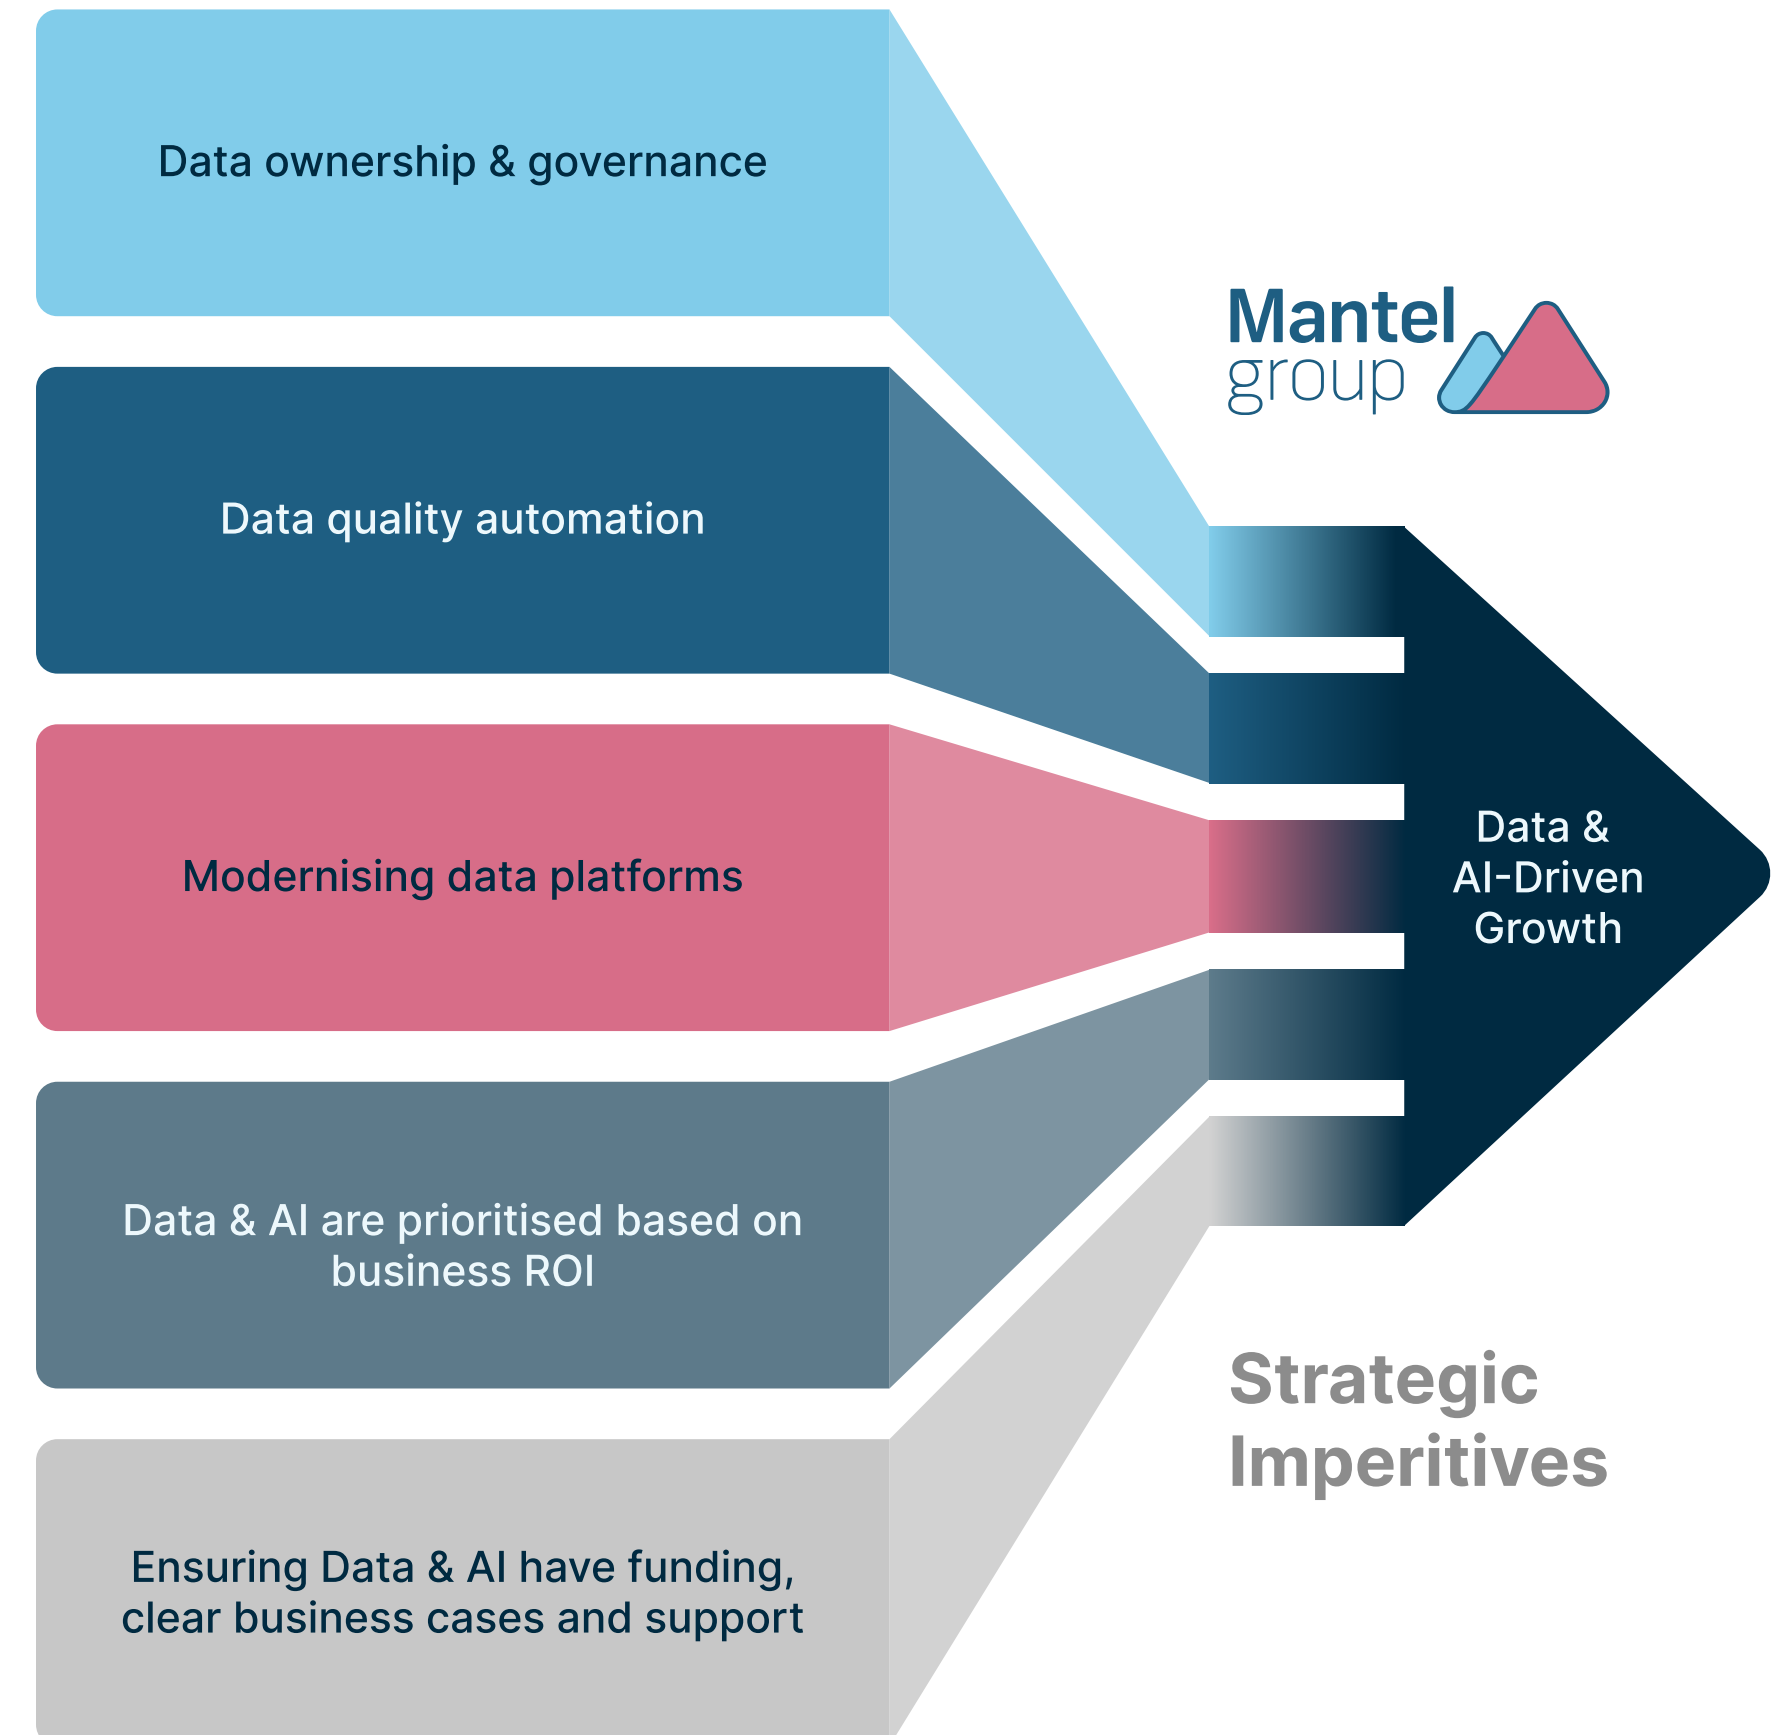 Data ownership & governance
Data quality automation
Modernising data platforms
Data & AI are prioritised based on
business ROI
Ensuring Data & AI have funding,
clear business cases and support
Mantel
group
Data &
AI-Driven
Growth
Strategic
Imperitives